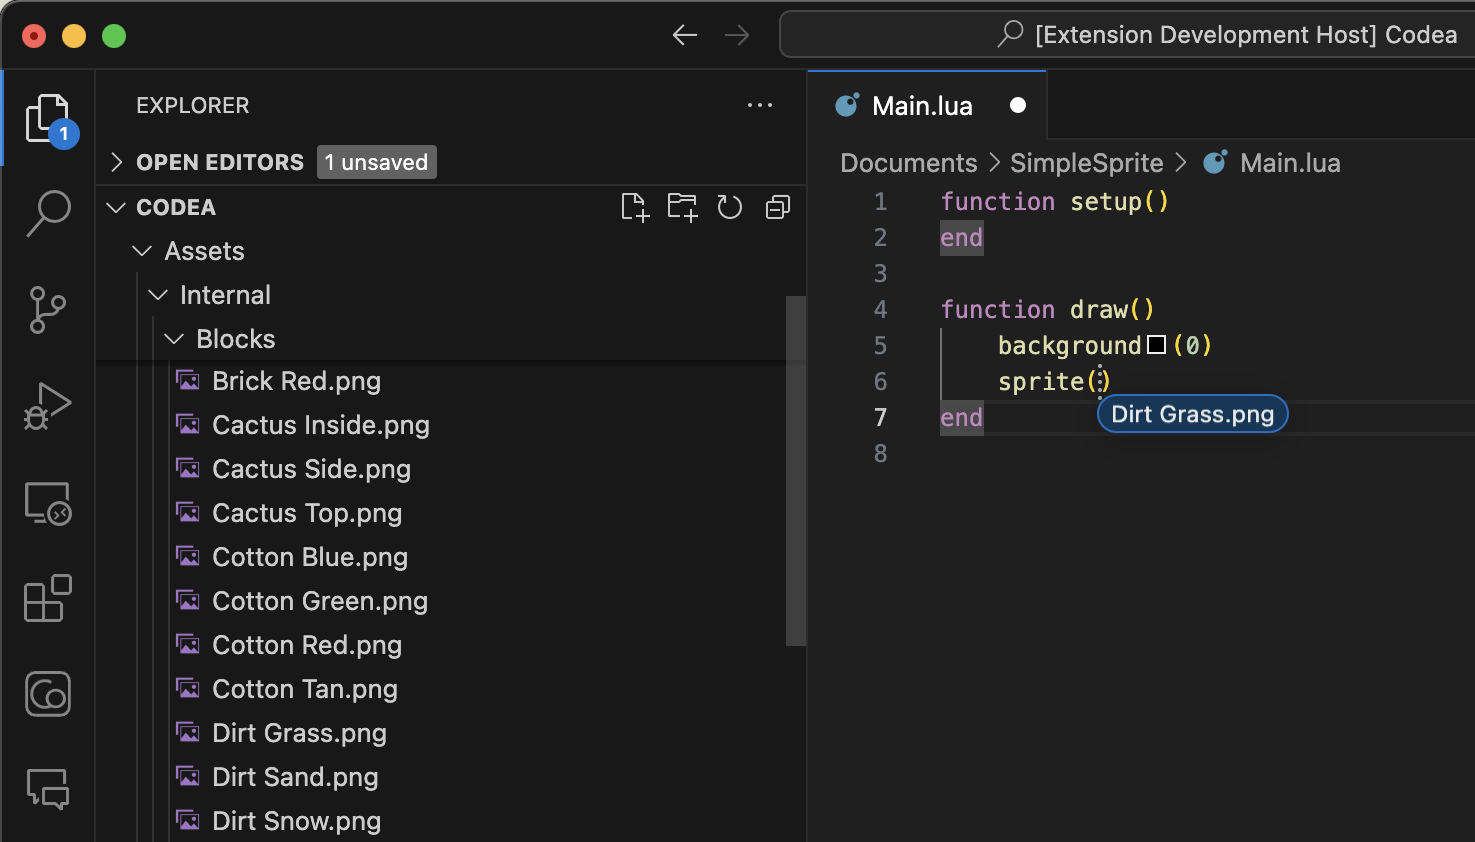 [Extension Development Host] Codea
1
EXPLORER
OPEN EDITORS 1 unsaved
CODEA
Assets
Internal
Blocks
Brick Red.png
Cactus Inside.png
Cactus Side.png
Cactus Top.png
Cotton Blue.png
Cotton Green.png
Cotton Red.png
Cotton Tan.png
Dirt Grass.png
Dirt Sand.png
Dirt Snow.png
Main.lua
Documents > SimpleSprite > Main.lua
1 function setup()
2 end
3
4 function draw()
5     background(0)
6     sprite()
Dirt Grass.png
7 end
8